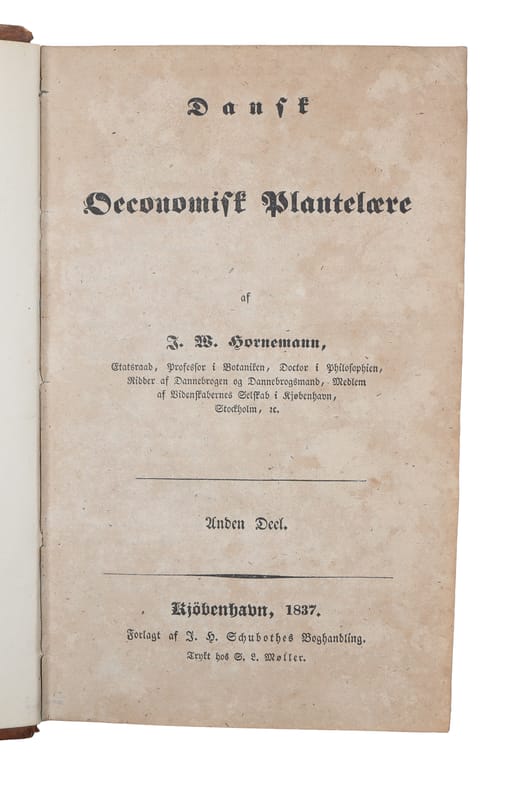 Dansk
Oeconomisk Plantelære
af
J. W. Hornemann,
Etatsraad, Professor i Botaniken, Doctor i Philosophien,
Ridder af Dannebrogen og Dannebrogsmand, Medlem
af Videnskabernes Selskab i Kjøbenhavn,
Stockholm, ꝛc.
Anden Deel.
Kjöbenhavn, 1837.
Forlagt af J. H. Schubothes Boghandling.
Trykt hos S. L. Møller.